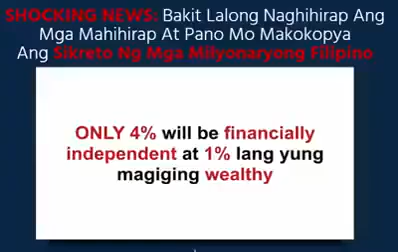 SHOCKING NEWS: Bakit Lalong Naghihirap Ang
Mga Mahihirap At Pano Mo Makokopya
Ang Sikreto Ng Mga Milyonaryong Filipino
ONLY 4% will be financially
independent at 1% lang yung
magiging wealthy